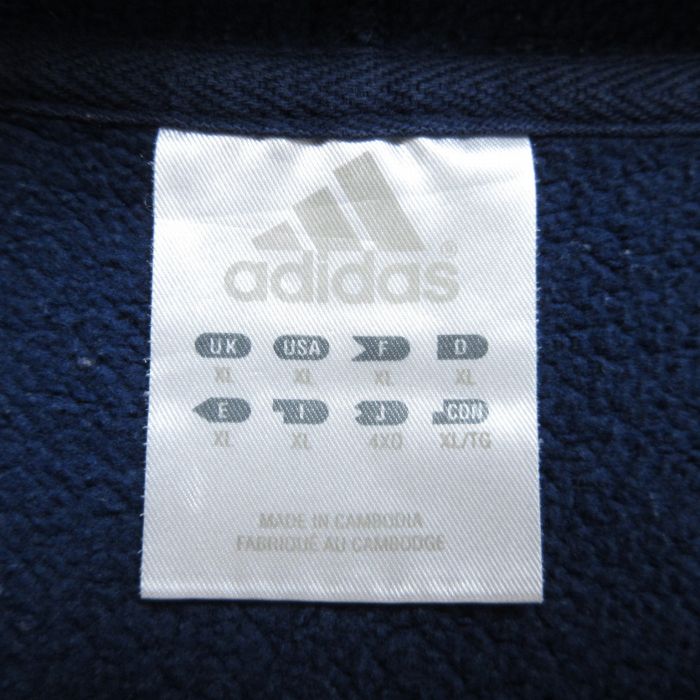 adidas®
UK USA F D
XL XL XL XL
E I J CDN
XL XL 4XO XL/TG
MADE IN CAMBODIA
FABRIQUÉ AU CAMBODGE